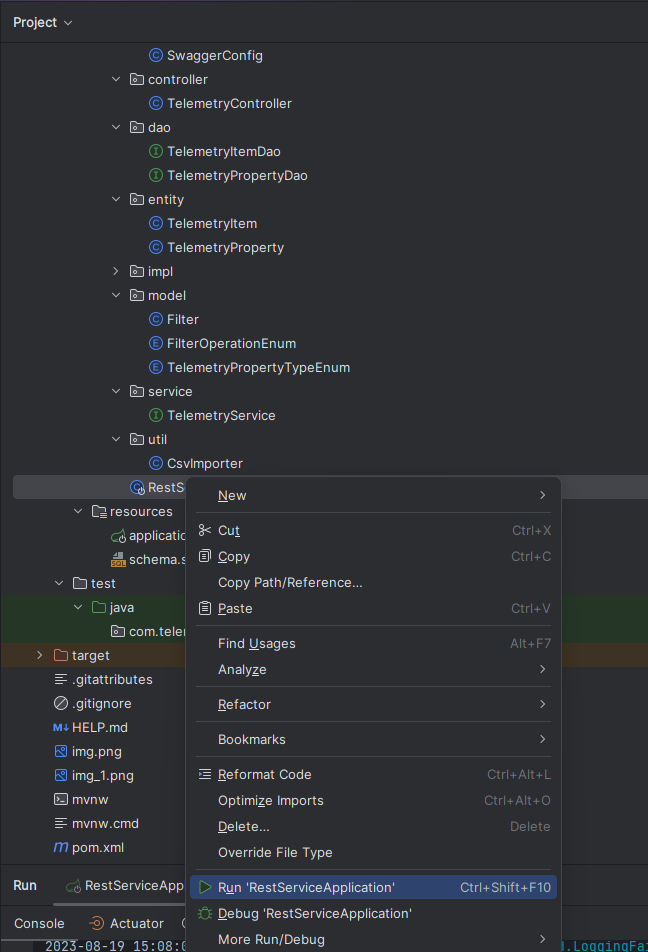 Project
SwaggerConfig
controller
TelemetryController
dao
TelemetryItemDao
TelemetryPropertyDao
entity
TelemetryItem
TelemetryProperty
impl
model
Filter
FilterOperationEnum
TelemetryPropertyTypeEnum
service
TelemetryService
util
CsvImporter
RestS
New
resources
Cut Ctrl+X
applicatio
Copy Ctrl+C
schema.s
Copy Path/Reference...
test
java
Paste Ctrl+V
com.teler
Find Usages Alt+F7
target
Analyze
.gitattributes
.gitignore
Refactor
HELP.md
Bookmarks
img.png
img_1.png
Reformat Code Ctrl+Alt+L
mvnw
Optimize Imports Ctrl+Alt+O
mvnw.cmd
Delete... Delete
pom.xml
Override File Type
Run
RestServiceApp
Run 'RestServiceApplication' Ctrl+Shift+F10
Debug 'RestServiceApplication'
Console
Actuator
More Run/Debug
2023-08-19 15:08:0
.LoggingFai